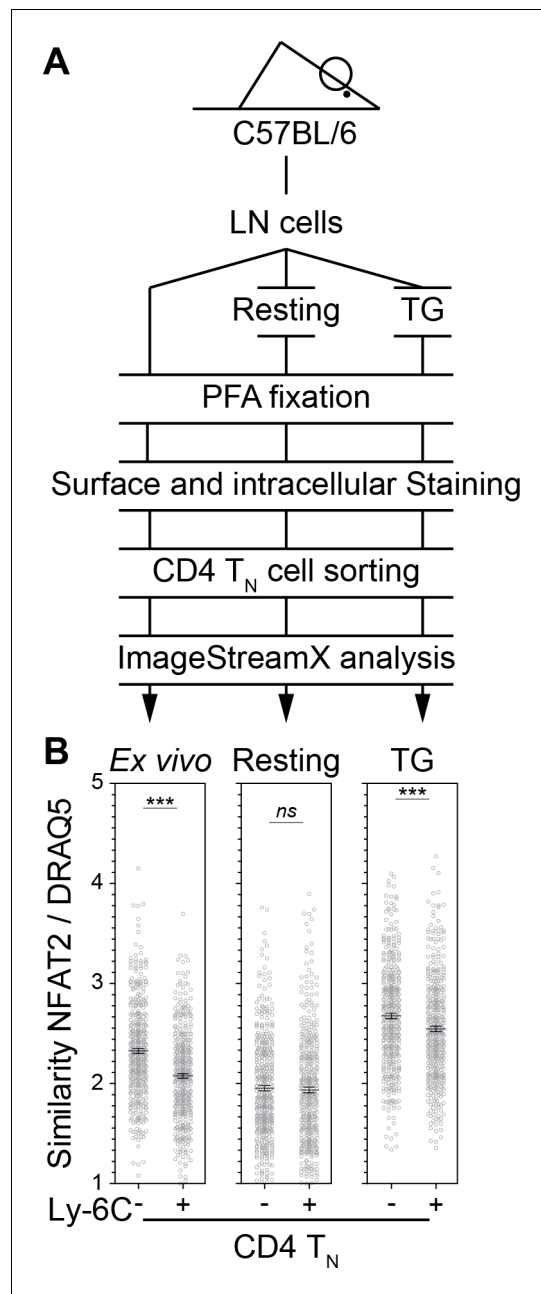 A
C57BL/6
LN cells
Resting TG
PFA fixation
Surface and intracellular Staining
CD4 TN cell sorting
ImageStreamX analysis
B
Ex vivo Resting TG
*** ns ***
5
4
3
2
1
Similarity NFAT2 / DRAQ5
Ly-6C - + - + - +
CD4 TN